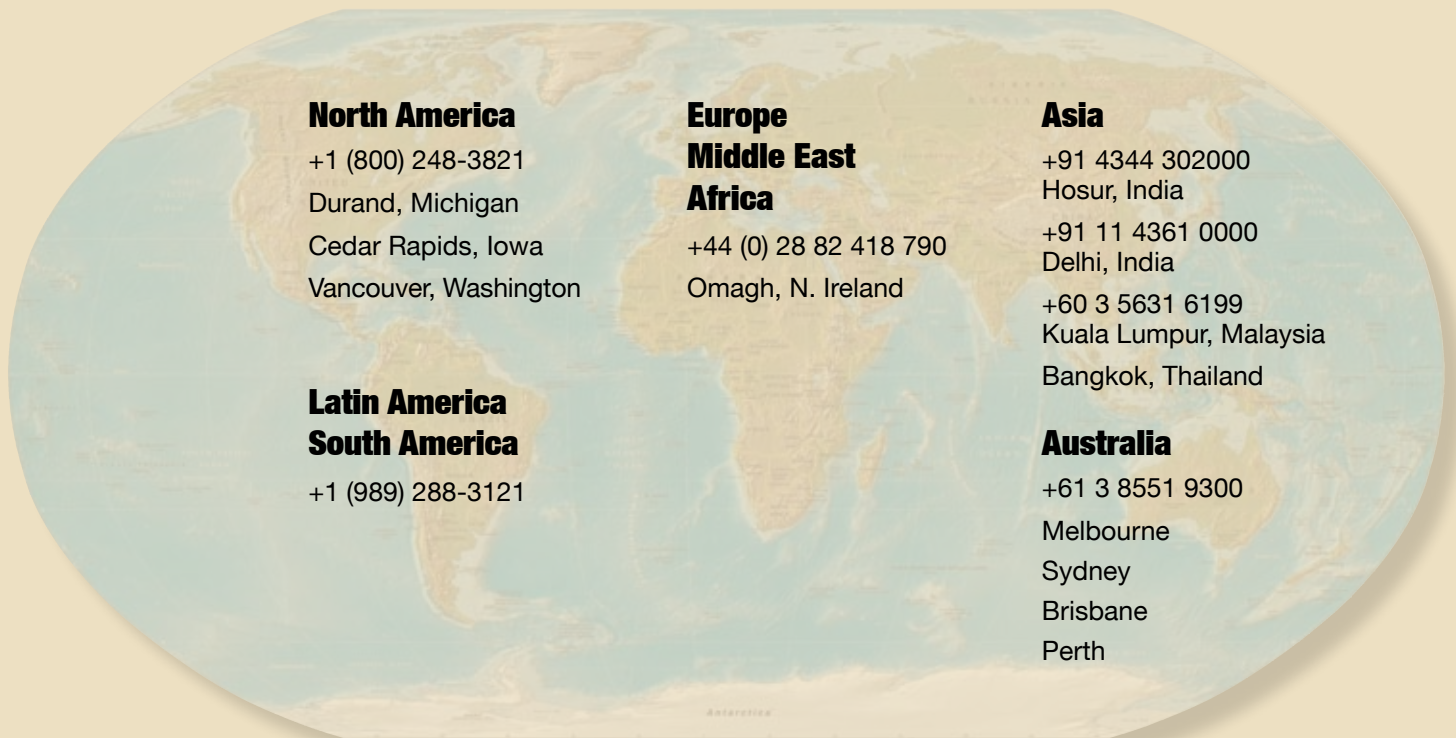 North America
+1 (800) 248-3821
Durand, Michigan
Cedar Rapids, Iowa
Vancouver, Washington
Latin America
South America
+1 (989) 288-3121
Europe
Middle East
Africa
+44 (0) 28 82 418 790
Omagh, N. Ireland
Asia
+91 4344 302000
Hosur, India
+91 11 4361 0000
Delhi, India
+60 3 5631 6199
Kuala Lumpur, Malaysia
Bangkok, Thailand
Australia
+61 3 8551 9300
Melbourne
Sydney
Brisbane
Perth
Antarctica